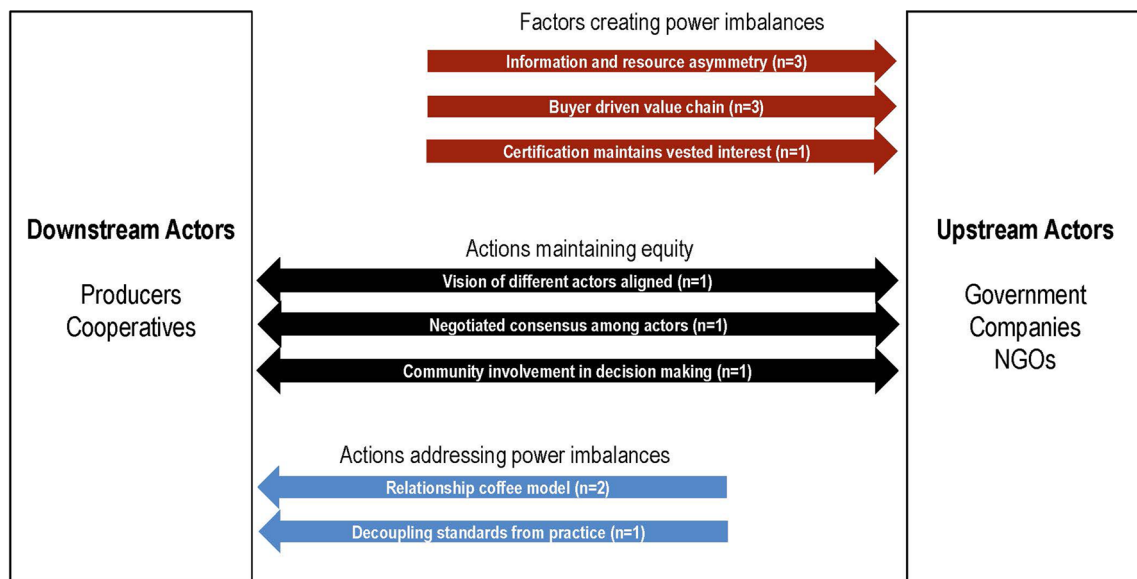 Factors creating power imbalances
Information and resource asymmetry (n=3)
Buyer driven value chain (n=3)
Certification maintains vested interest (n=1)
Downstream Actors
Producers
Cooperatives
Actions maintaining equity
Vision of different actors aligned (n=1)
Negotiated consensus among actors (n=1)
Community involvement in decision making (n=1)
Upstream Actors
Government
Companies
NGOs
Actions addressing power imbalances
Relationship coffee model (n=2)
Decoupling standards from practice (n=1)